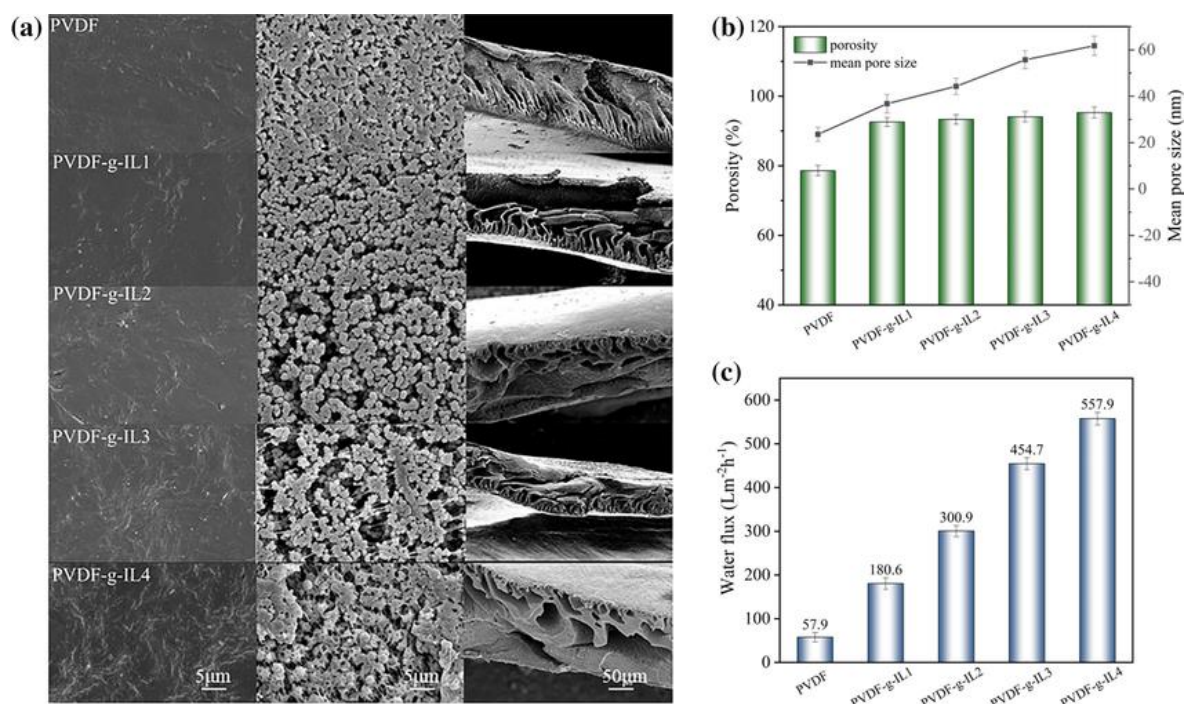 (a)
PVDF
PVDF-g-IL1
PVDF-g-IL2
PVDF-g-IL3
PVDF-g-IL4
5μm
5μm
50μm
(b)
120
100
80
60
40
Porosity (%)
porosity
mean pore size
60
40
20
0
-20
-40
Mean pore size (nm)
PVDF
PVDF-g-IL1
PVDF-g-IL2
PVDF-g-IL3
PVDF-g-IL4
(c)
600
500
400
300
200
100
0
Water flux (Lm⁻²h⁻¹)
57.9
180.6
300.9
454.7
557.9
PVDF
PVDF-g-IL1
PVDF-g-IL2
PVDF-g-IL3
PVDF-g-IL4